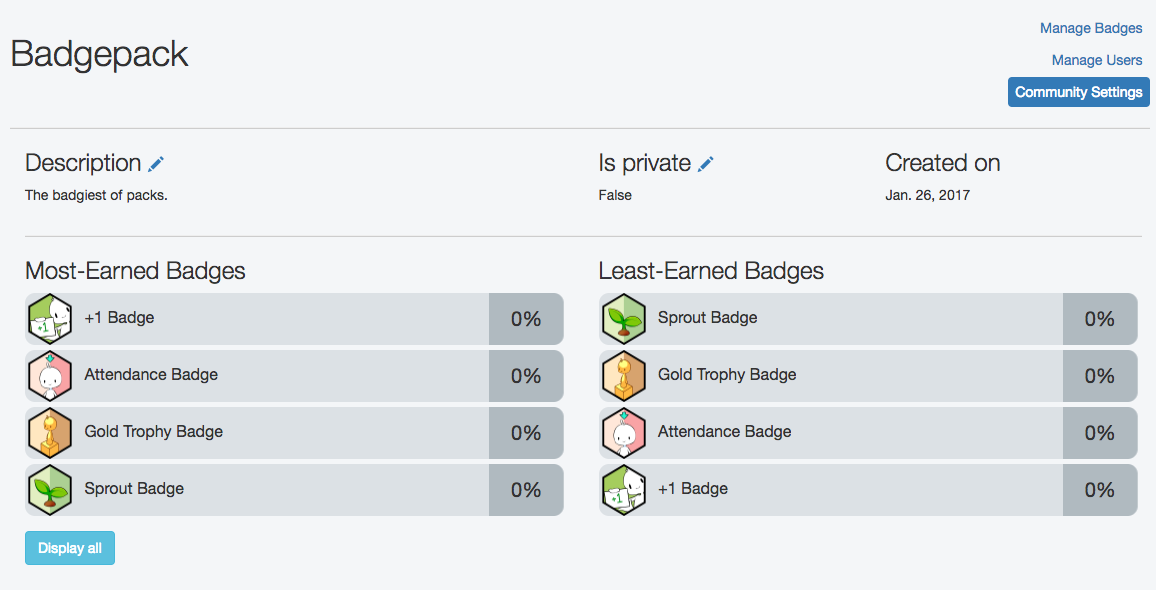 Badgepack
Manage Badges
Manage Users
Community Settings
Description
The badgiest of packs.
Is private
False
Created on
Jan. 26, 2017
Most-Earned Badges
+1 +1 Badge 0%
Attendance Badge 0%
Gold Trophy Badge 0%
Sprout Badge 0%
Display all
Least-Earned Badges
Sprout Badge 0%
Gold Trophy Badge 0%
Attendance Badge 0%
+1 +1 Badge 0%